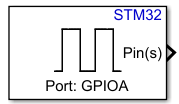 STM32
Pin(s)
Port: GPIOA